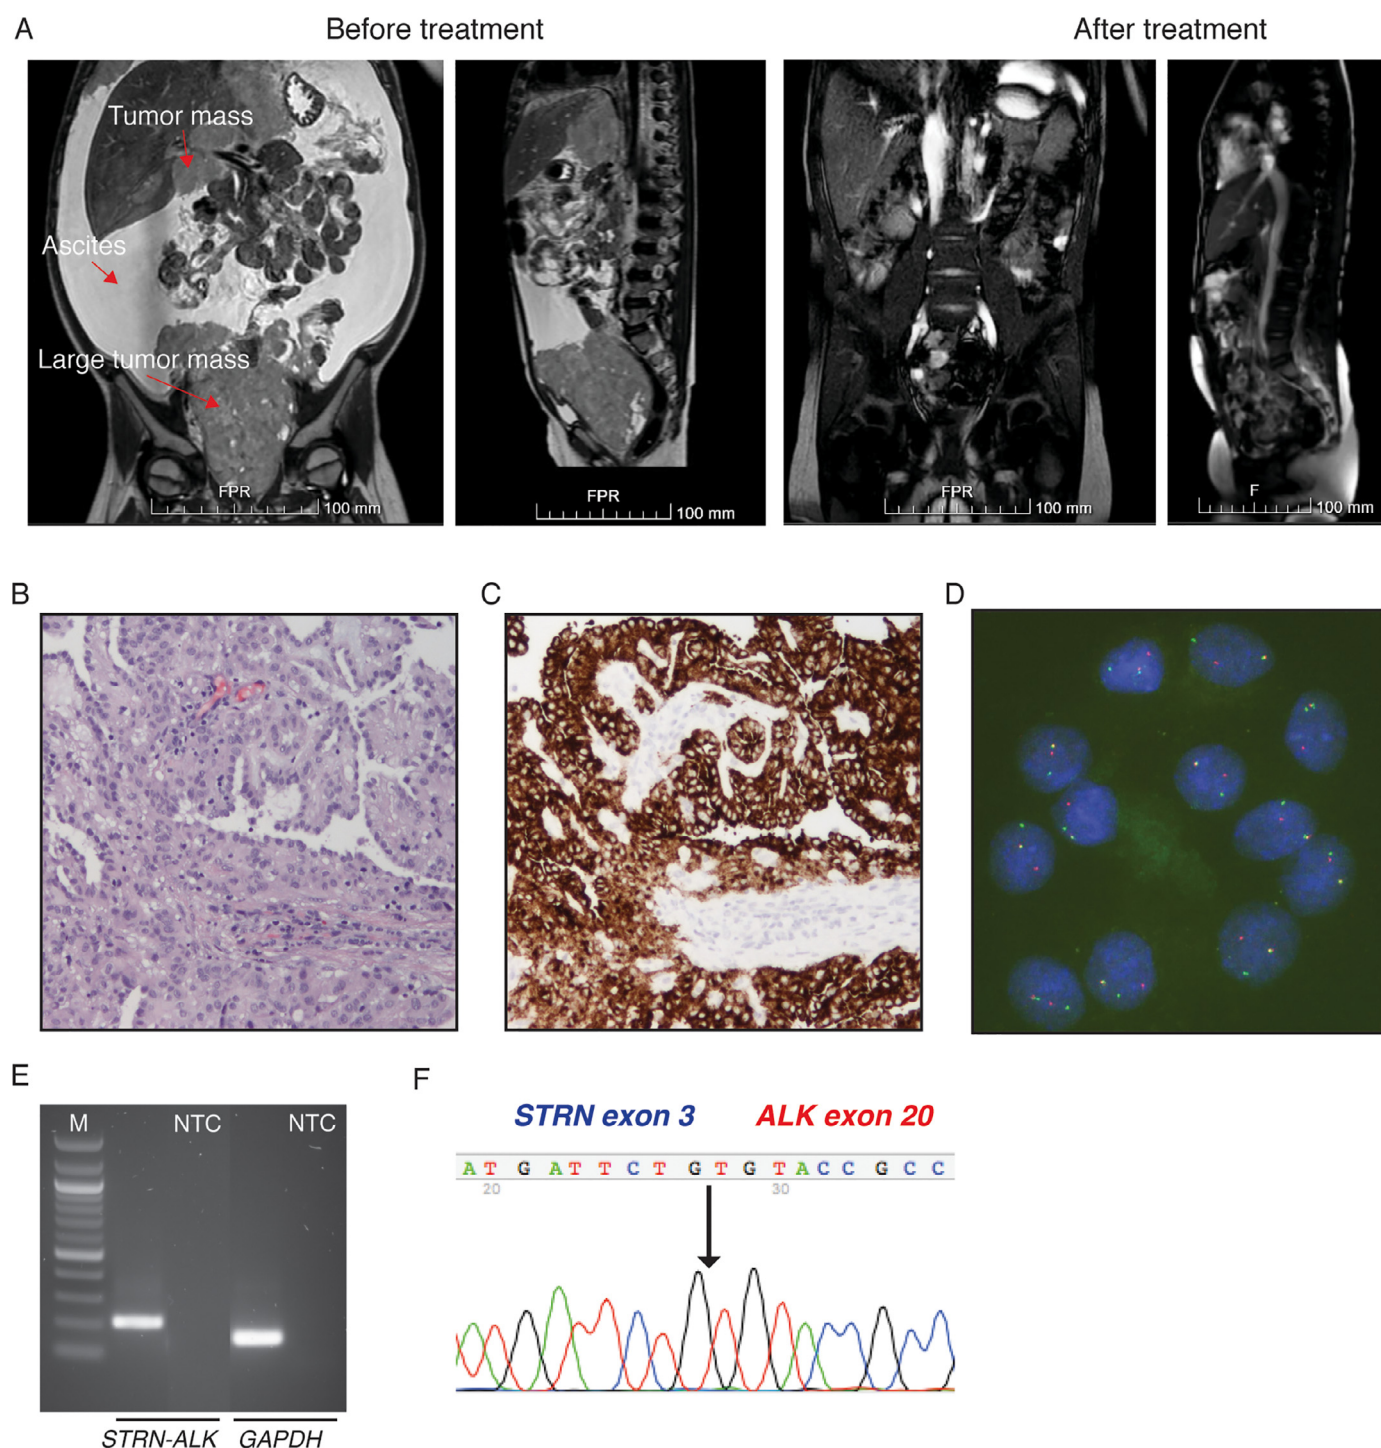 A
Before treatment
After treatment
Tumor mass
Ascites
Large tumor mass
FPR
100 mm
FPR
100 mm
FPR
100 mm
F
100 mm
B
C
D
E
F
M
NTC
NTC
STRN-ALK
GAPDH
STRN exon 3
ALK exon 20
A T G A T T C T G T G T A C C G C C
20
30